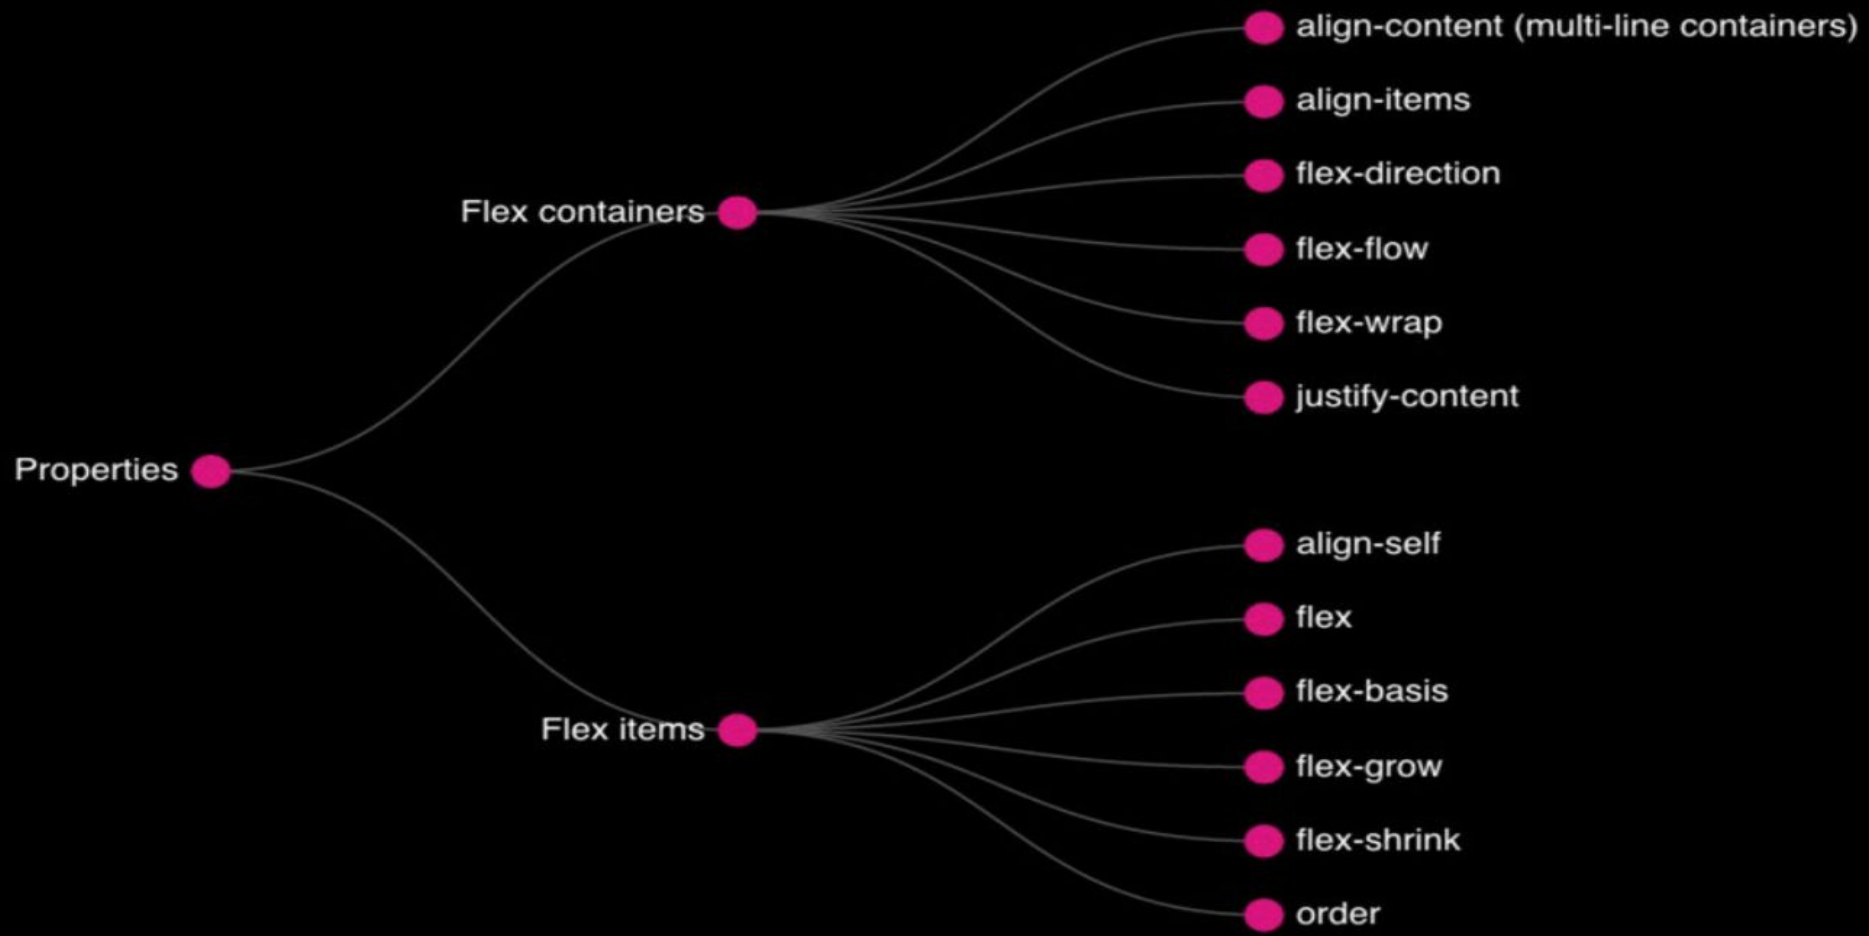 Properties
Flex containers
align-content (multi-line containers)
align-items
flex-direction
flex-flow
flex-wrap
justify-content
Flex items
align-self
flex
flex-basis
flex-grow
flex-shrink
order